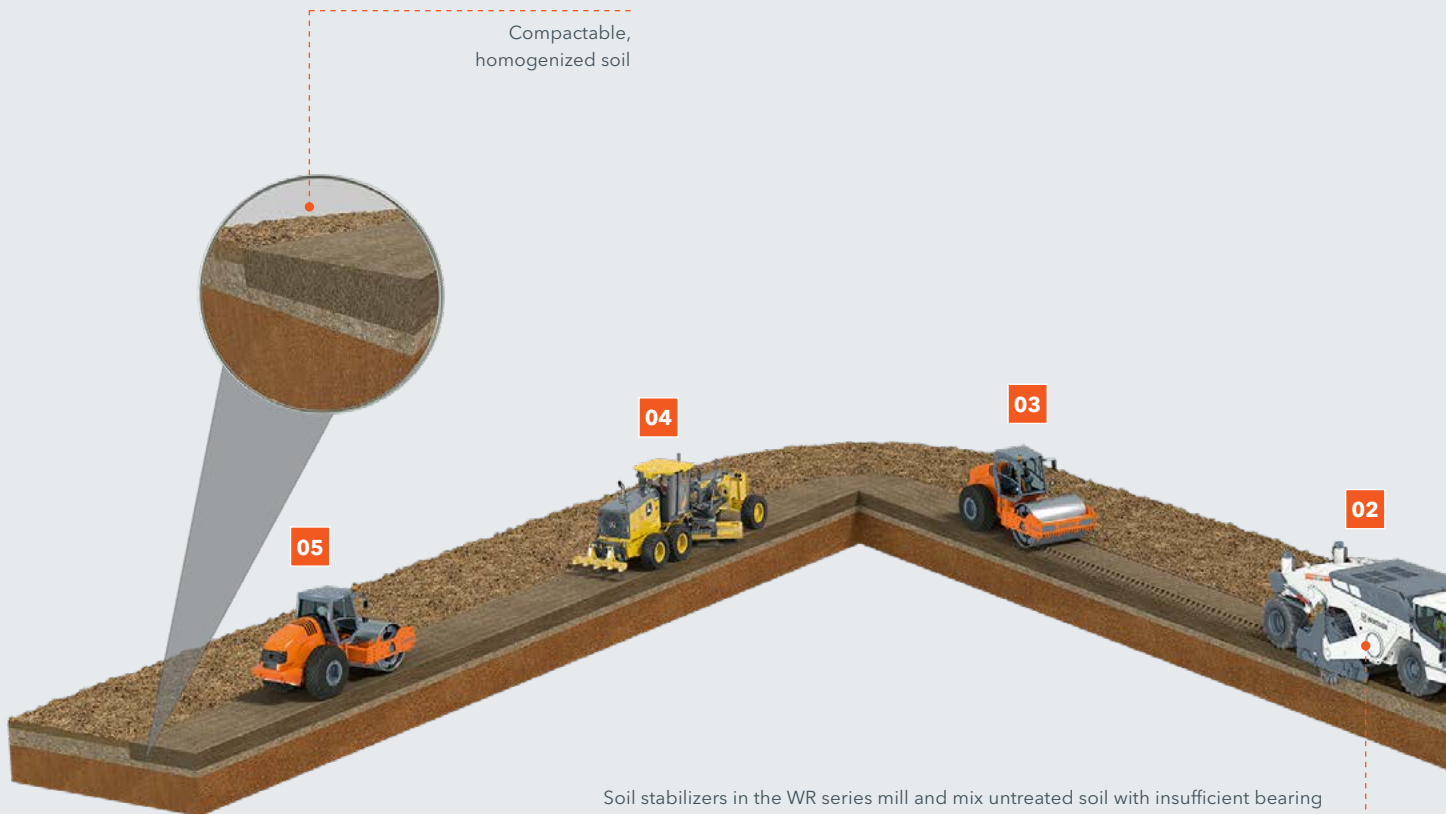 Compactable,
homogenized soil
04
03
02
05
Soil stabilizers in the WR series mill and mix untreated soil with insufficient bearing